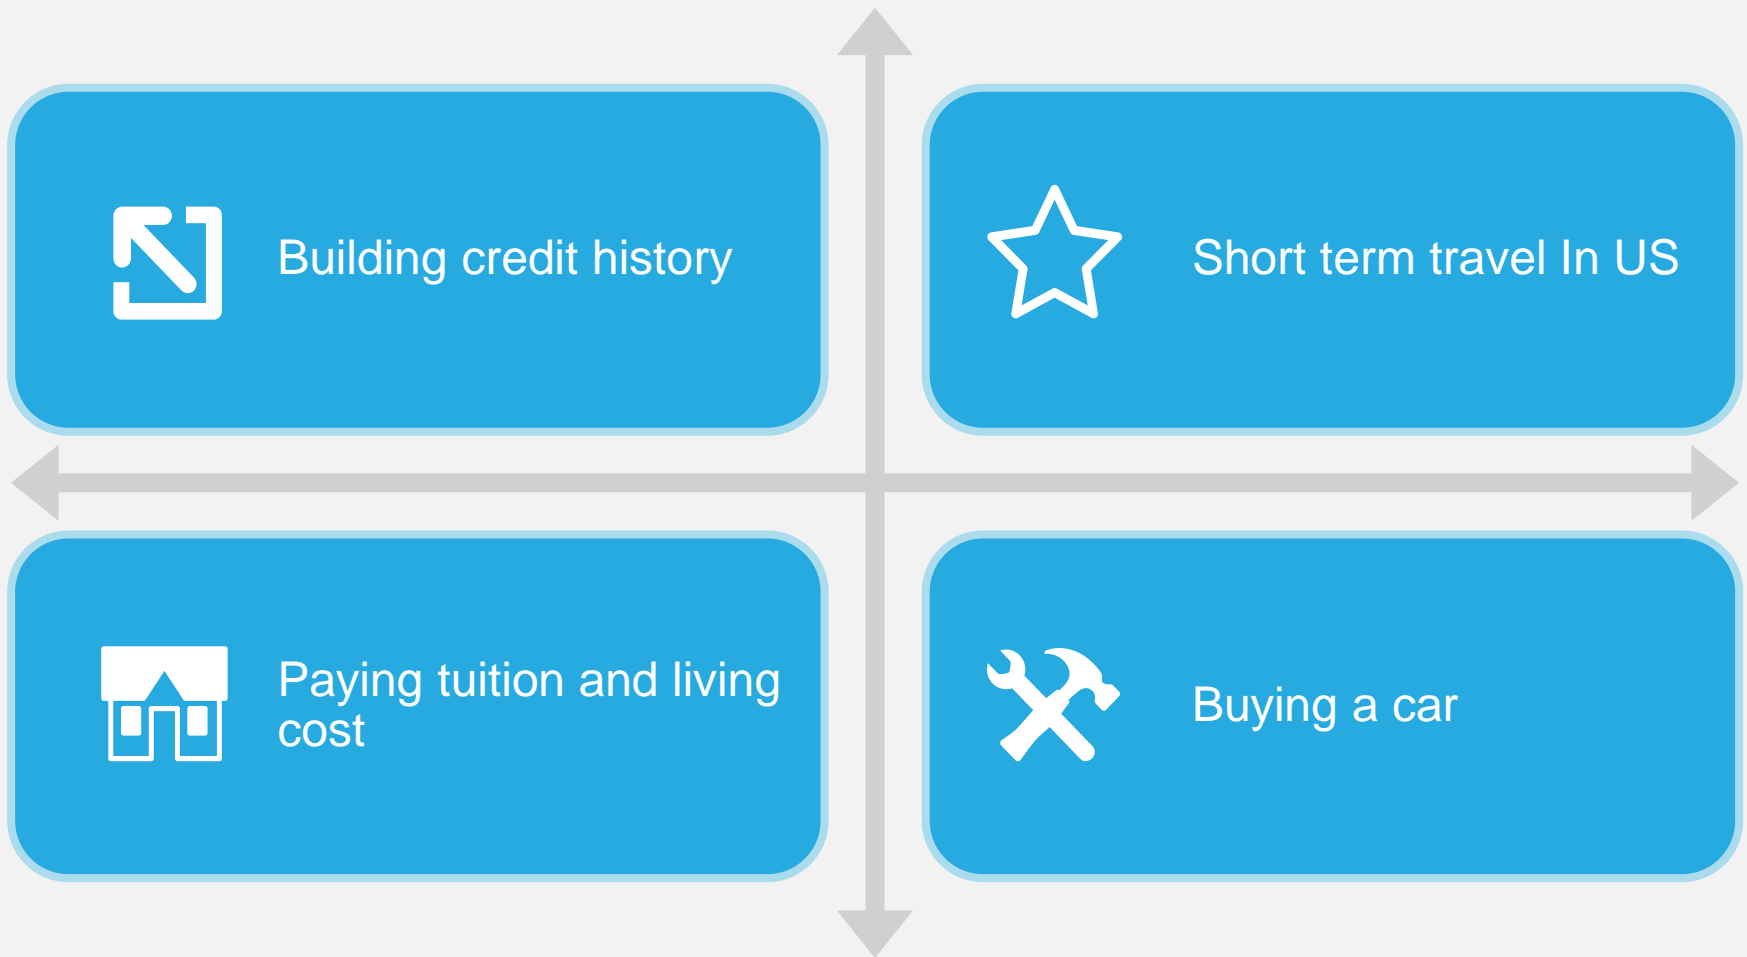 Building credit history
Short term travel In US
Paying tuition and living
cost
Buying a car